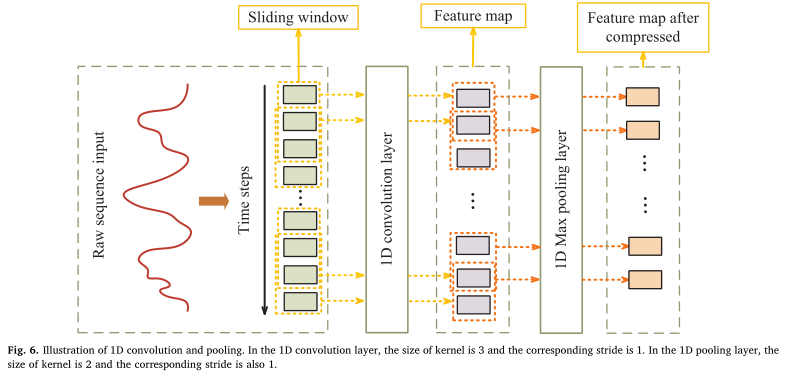 Sliding window
Feature map
Feature map after
compressed
Raw sequence input
Time steps
1D convolution layer
1D Max pooling layer
Fig. 6. Illustration of 1D convolution and pooling. In the 1D convolution layer, the size of kernel is 3 and the corresponding stride is 1. In the 1D pooling layer, the
size of kernel is 2 and the corresponding stride is also 1.